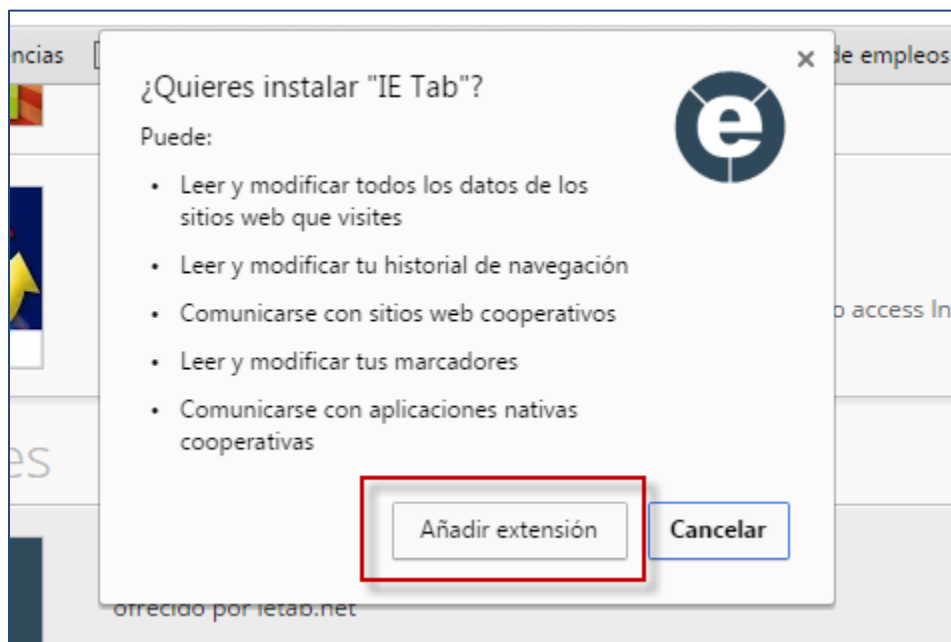 ncias
de empleos
¿Quieres instalar "IE Tab"?
Puede:
• Leer y modificar todos los datos de los
sitios web que visites
• Leer y modificar tu historial de navegación
• Comunicarse con sitios web cooperativos
o access In
• Leer y modificar tus marcadores
• Comunicarse con aplicaciones nativas
cooperativas
es
Añadir extensión
Cancelar
ofrecido por ietab.net